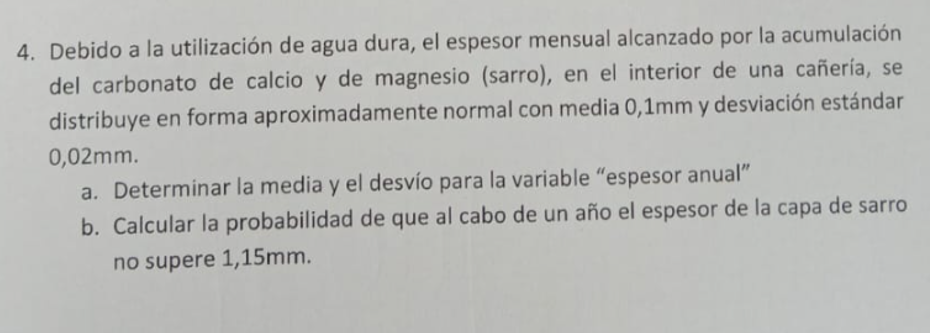 4. Debido a la utilización de agua dura, el espesor mensual alcanzado por la acumulación
del carbonato de calcio y de magnesio (sarro), en el interior de una cañería, se
distribuye en forma aproximadamente normal con media 0,1mm y desviación estándar
0,02mm.
a. Determinar la media y el desvío para la variable “espesor anual”
b. Calcular la probabilidad de que al cabo de un año el espesor de la capa de sarro
no supere 1,15mm.